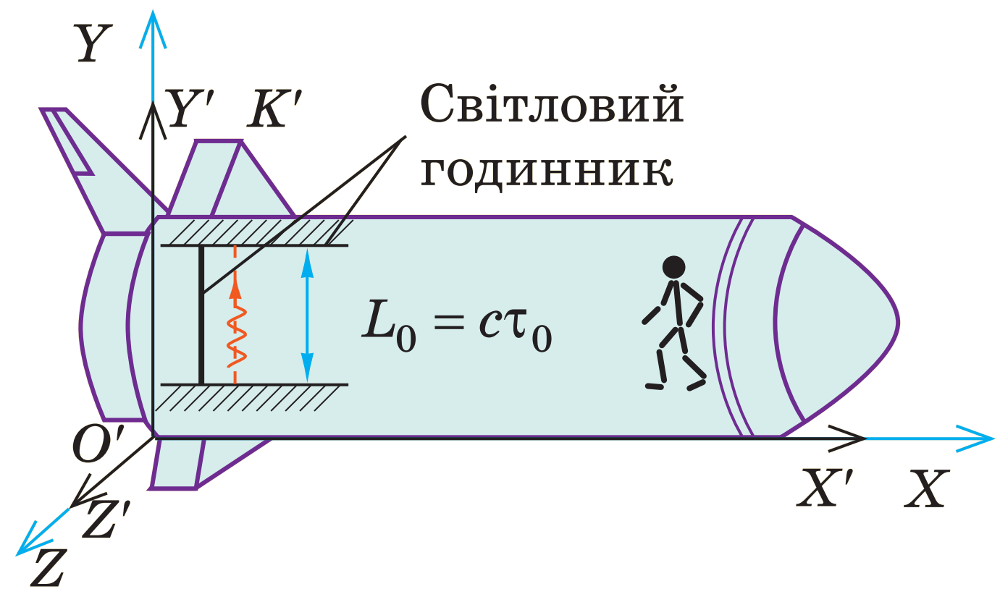 Y
Y′ K′
Світловий
годинник
L₀ = cτ₀
O′
X′ X
Z′
Z